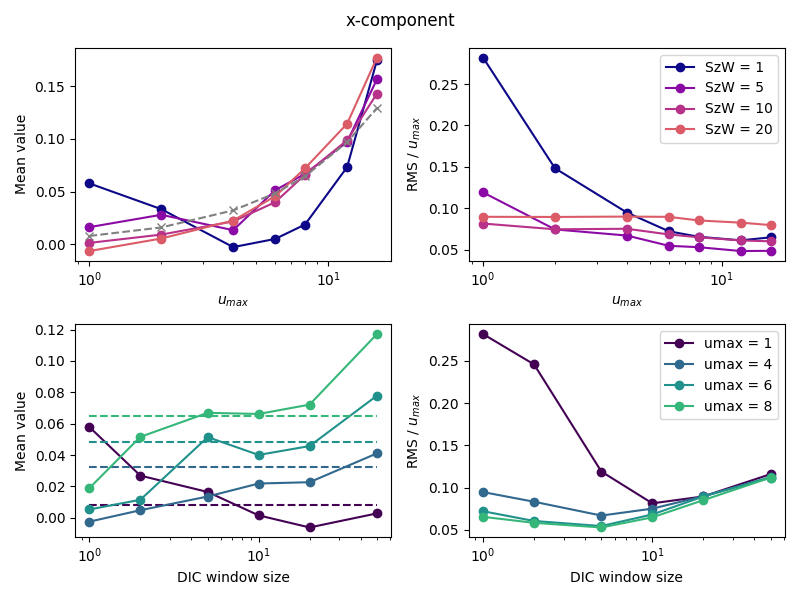 x-component
Mean value
0.15
0.10
0.05
0.00
10^0
10^1
u_max
RMS / u_max
0.25
0.20
0.15
0.10
0.05
SzW = 1
SzW = 5
SzW = 10
SzW = 20
10^0
10^1
u_max
Mean value
0.12
0.10
0.08
0.06
0.04
0.02
0.00
10^0
10^1
DIC window size
RMS / u_max
0.25
0.20
0.15
0.10
0.05
umax = 1
umax = 4
umax = 6
umax = 8
10^0
10^1
DIC window size